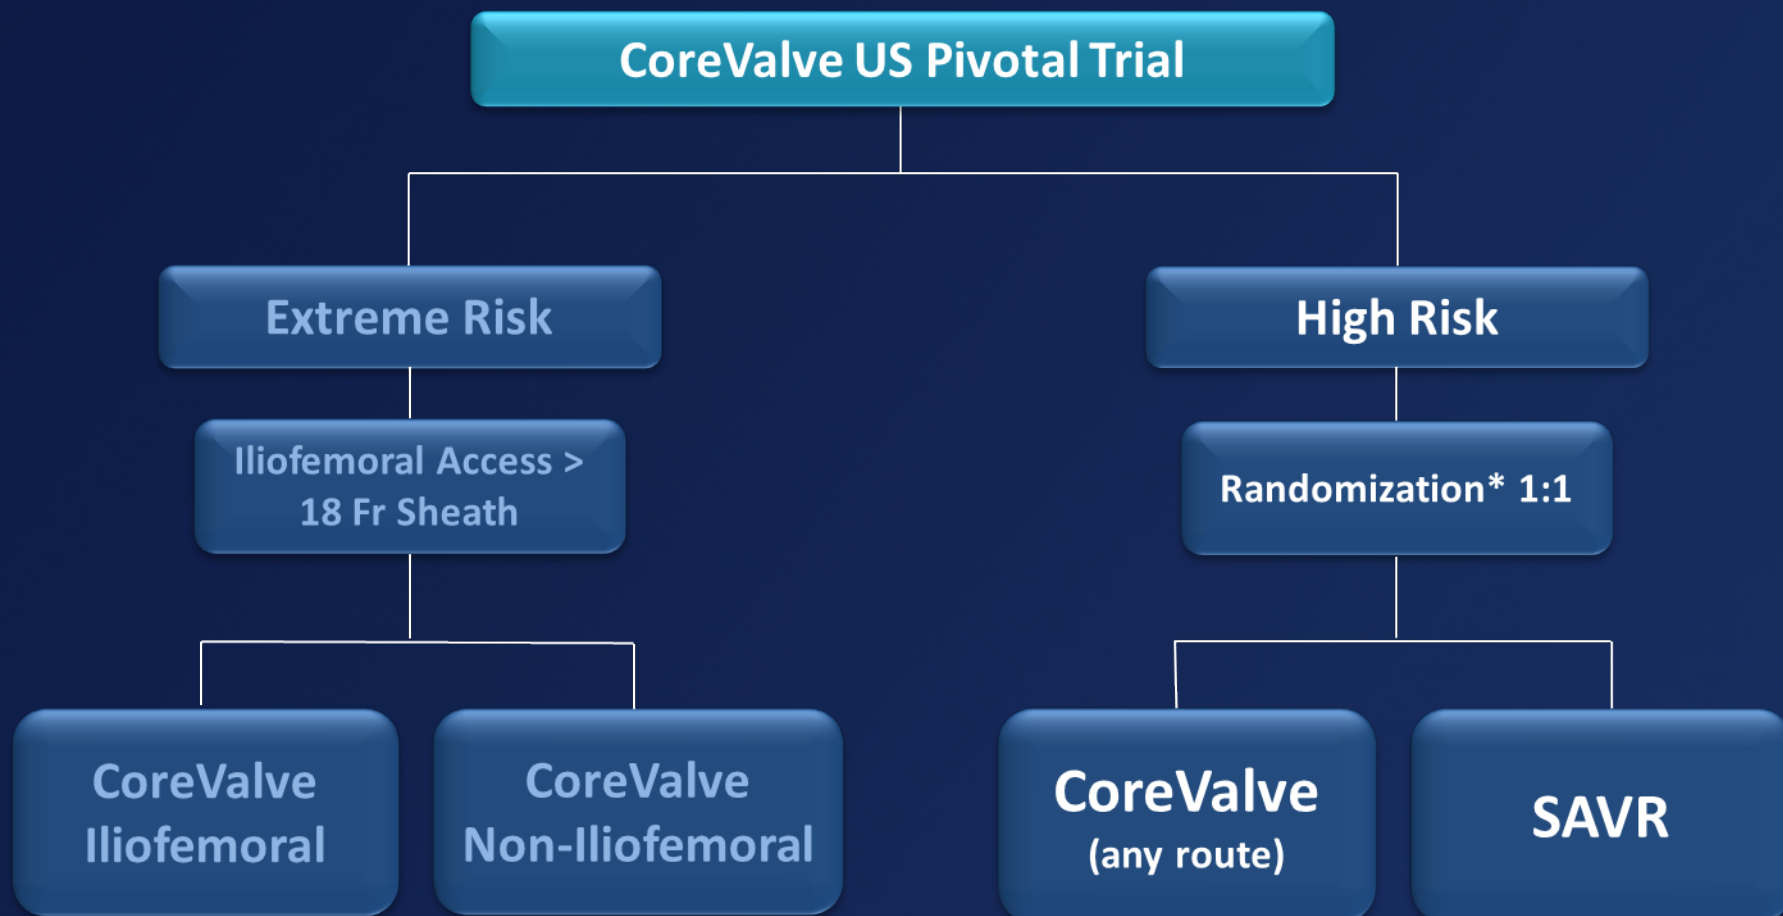 CoreValve US Pivotal Trial
Extreme Risk
High Risk
Iliofemoral Access >
18 Fr Sheath
Randomization* 1:1
CoreValve
Iliofemoral
CoreValve
Non-Iliofemoral
CoreValve
(any route)
SAVR